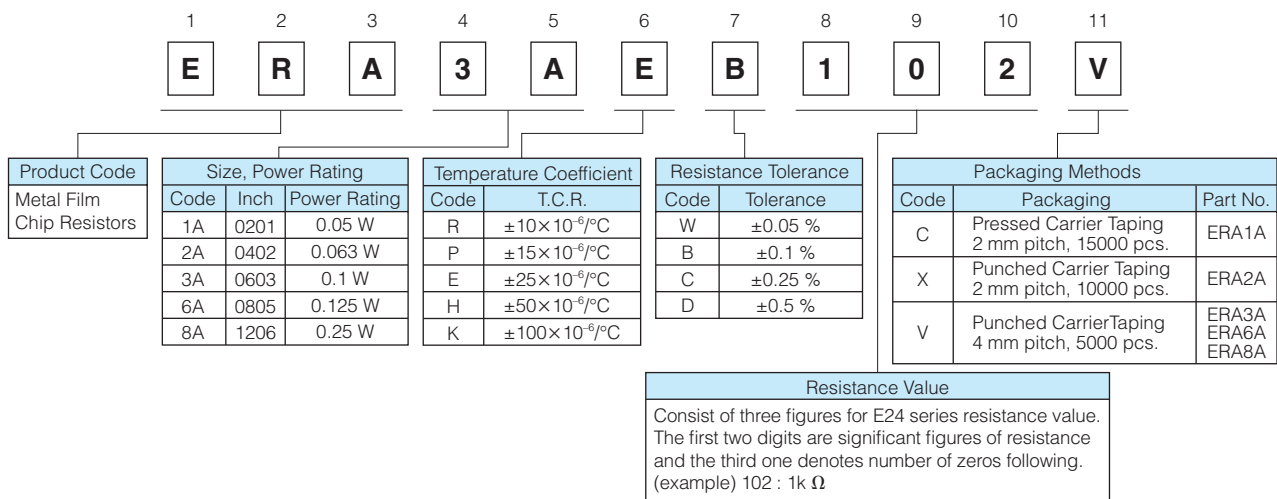 1 2 3 4 5 6 7 8 9 10 11
E R A 3 A E B 1 0 2 V
Product Code
Metal Film
Chip Resistors
Size, Power Rating
Code Inch Power Rating
1A 0201 0.05 W
2A 0402 0.063 W
3A 0603 0.1 W
6A 0805 0.125 W
8A 1206 0.25 W
Temperature Coefficient
Code T.C.R.
R ±10×10⁻⁶/°C
P ±15×10⁻⁶/°C
E ±25×10⁻⁶/°C
H ±50×10⁻⁶/°C
K ±100×10⁻⁶/°C
Resistance Tolerance
Code Tolerance
W ±0.05 %
B ±0.1 %
C ±0.25 %
D ±0.5 %
Packaging Methods
Code Packaging Part No.
C Pressed Carrier Taping
2 mm pitch, 15000 pcs. ERA1A
X Punched Carrier Taping
2 mm pitch, 10000 pcs. ERA2A
V Punched CarrierTaping
4 mm pitch, 5000 pcs.
ERA3A
ERA6A
ERA8A
Resistance Value
Consist of three figures for E24 series resistance value.
The first two digits are significant figures of resistance
and the third one denotes number of zeros following.
(example) 102 : 1k Ω